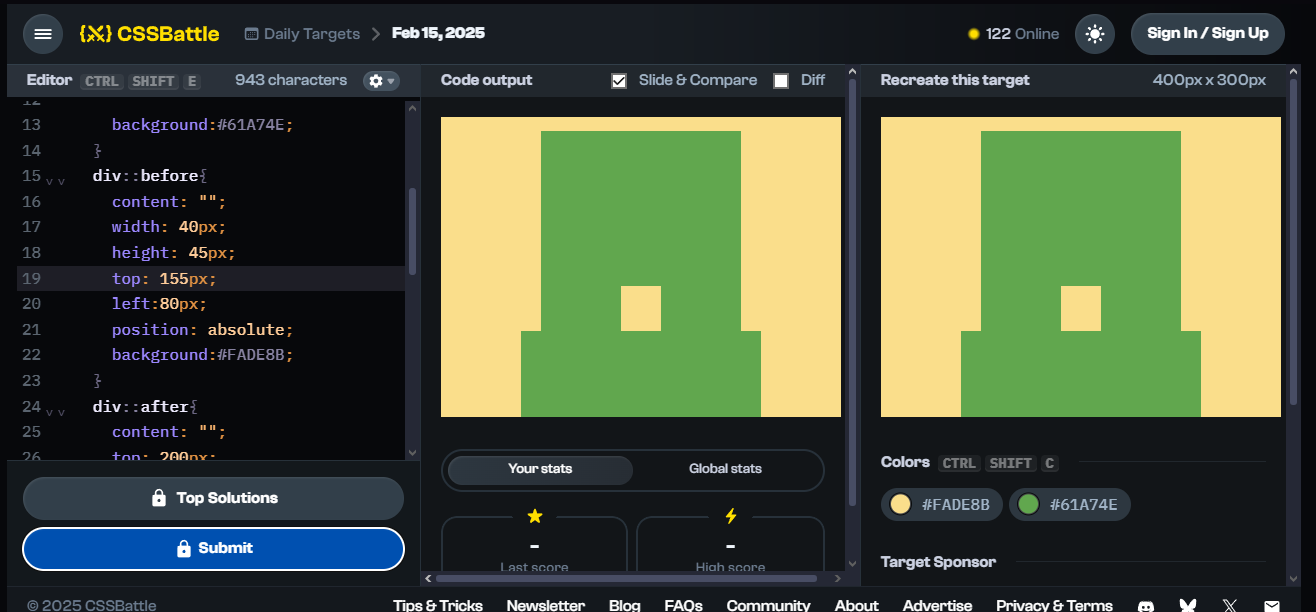 {X} CSSBattle
Daily Targets > Feb 15, 2025
122 Online
Sign In / Sign Up
Editor CTRL SHIFT E 943 characters
12
13 background:#61A74E;
14 }
15 div::before{
16 content: "";
17 width: 40px;
18 height: 45px;
19 top: 155px;
20 left:80px;
21 position: absolute;
22 background:#FADE8B;
23 }
24 div::after{
25 content: "";
26 top: 200px;
Top Solutions
Submit
Code output Slide & Compare Diff
Your stats Global stats
-
Last score
-
High score
Recreate this target 400px x 300px
Colors CTRL SHIFT C
#FADE8B #61A74E
Target Sponsor
© 2025 CSSBattle
Tips & Tricks Newsletter Blog FAQs Community About Advertise Privacy & Terms